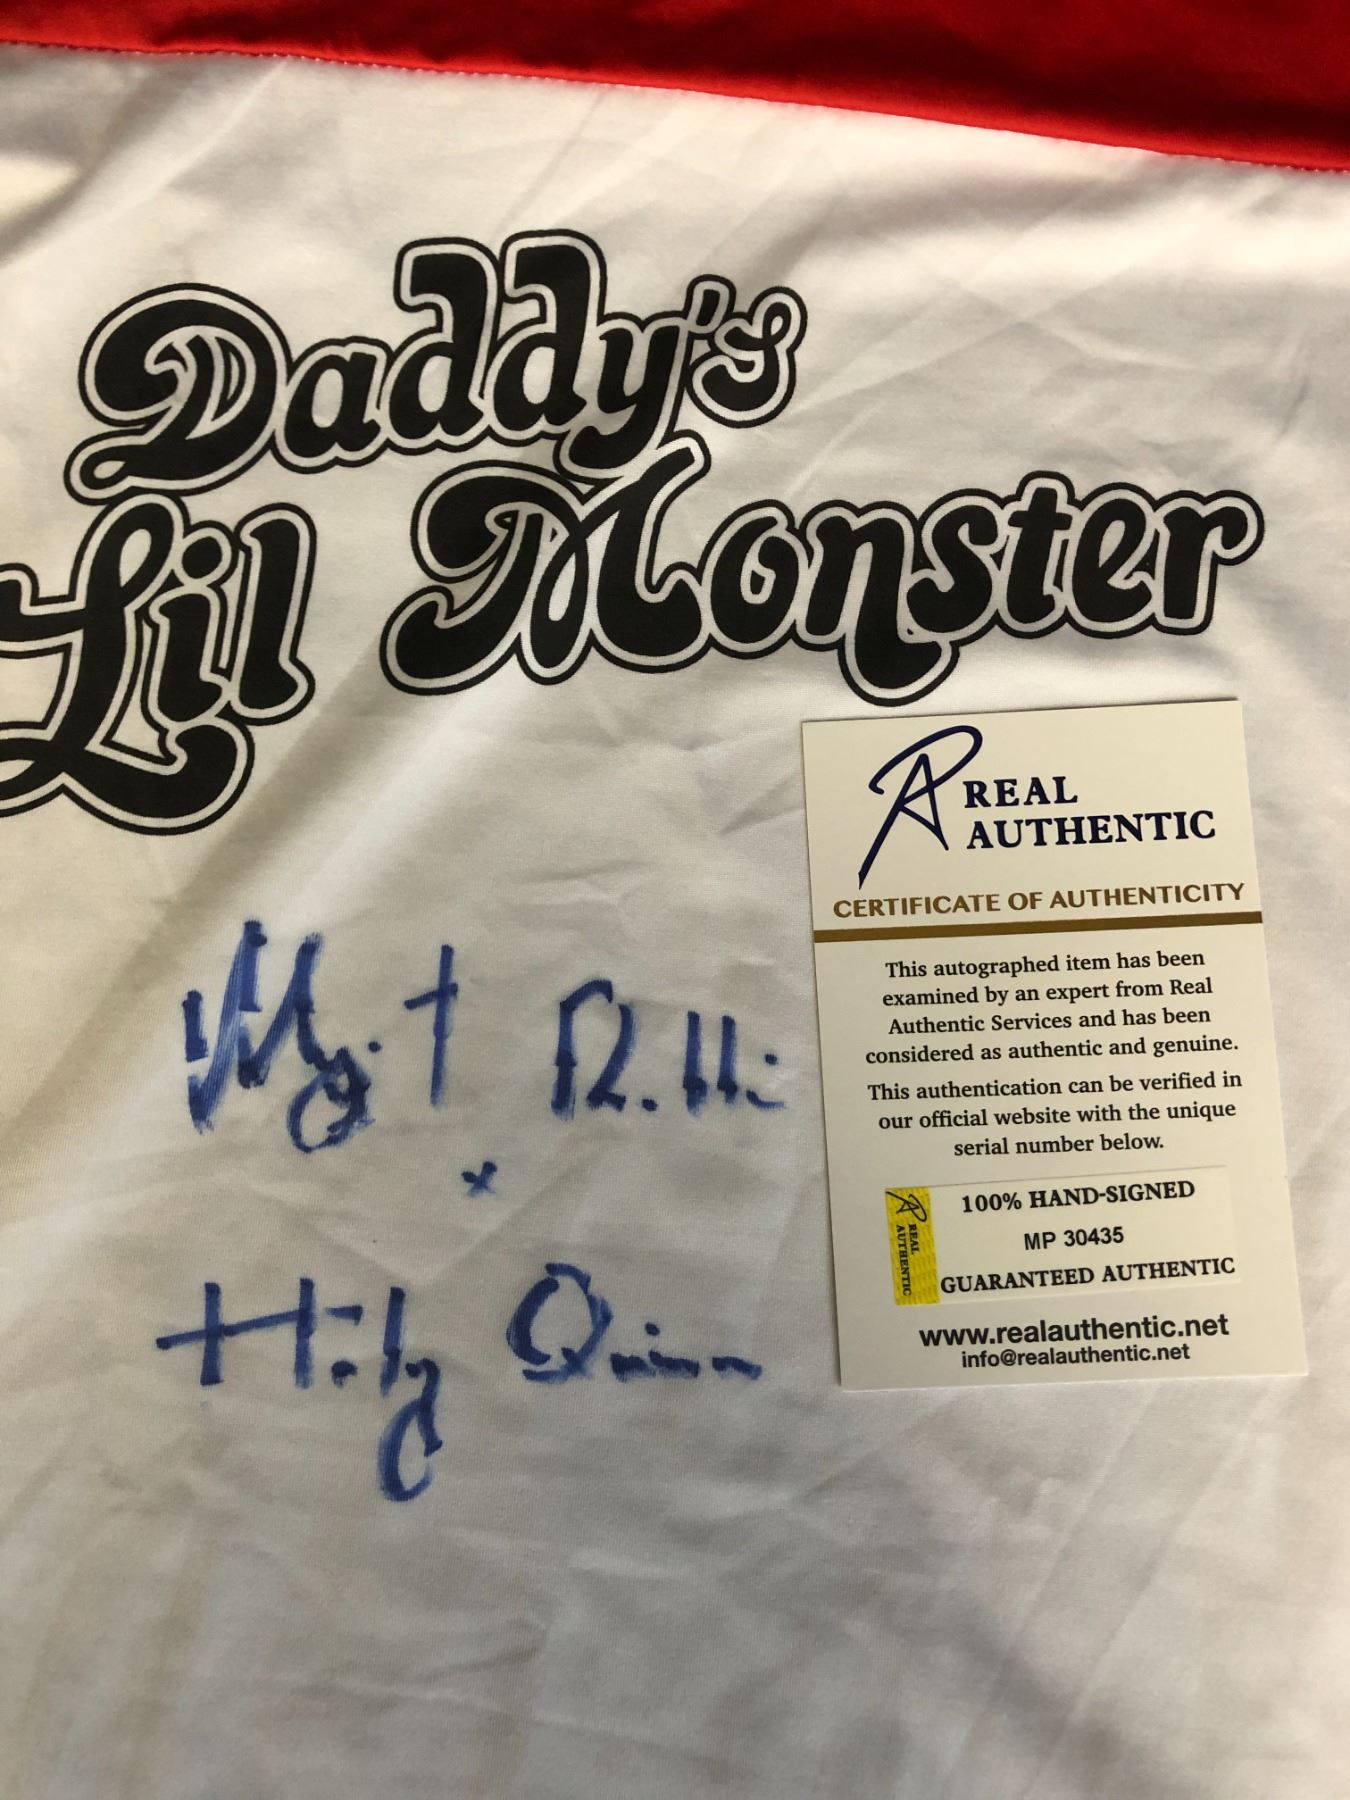 Daddy's
Lil Monster
REAL
AUTHENTIC
CERTIFICATE OF AUTHENTICITY
This autographed item has been
examined by an expert from Real
Authentic Services and has been
considered as authentic and genuine.
This authentication can be verified in
our official website with the unique
serial number below.
REAL
AUTHENTIC
100% HAND-SIGNED
MP 30435
GUARANTEED AUTHENTIC
www.realauthentic.net
info@realauthentic.net
x
Quinn